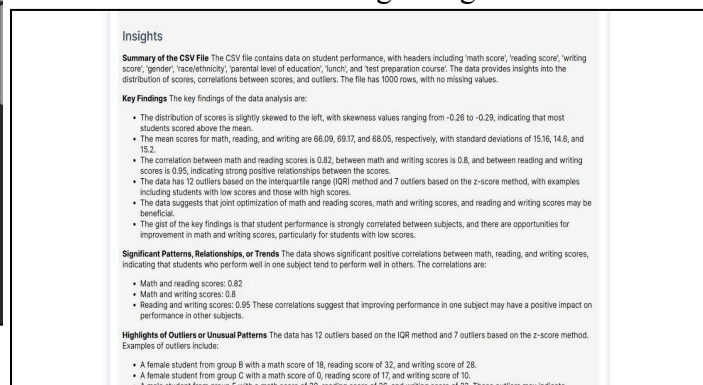 Insights
Summary of the CSV File The CSV file contains data on student performance, with headers including 'math score', 'reading score', 'writing
score', 'gender', 'race/ethnicity', 'parental level of education', 'lunch', and 'test preparation course'. The data provides insights into the
distribution of scores, correlations between scores, and outliers. The file has 1000 rows, with no missing values.
Key Findings The key findings of the data analysis are:
• The distribution of scores is slightly skewed to the left, with skewness values ranging from -0.26 to -0.29, indicating that most
students scored above the mean.
• The mean scores for math, reading, and writing are 66.09, 69.17, and 68.05, respectively, with standard deviations of 15.16, 14.6, and
15.2.
• The correlation between math and reading scores is 0.82, between math and writing scores is 0.8, and between reading and writing
scores is 0.95, indicating strong positive relationships between the scores.
• The data has 12 outliers based on the interquartile range (IQR) method and 7 outliers based on the z-score method, with examples
including students with low scores and those with high scores.
• The data suggests that joint optimization of math and reading scores, math and writing scores, and reading and writing scores may be
beneficial.
• The gist of the key findings is that student performance is strongly correlated between subjects, and there are opportunities for
improvement in math and writing scores, particularly for students with low scores.
Significant Patterns, Relationships, or Trends The data shows significant positive correlations between math, reading, and writing scores,
indicating that students who perform well in one subject tend to perform well in others. The correlations are:
• Math and reading scores: 0.82
• Math and writing scores: 0.8
• Reading and writing scores: 0.95 These correlations suggest that improving performance in one subject may have a positive impact on
performance in other subjects.
Highlights of Outliers or Unusual Patterns The data has 12 outliers based on the IQR method and 7 outliers based on the z-score method.
Examples of outliers include:
• A female student from group B with a math score of 18, reading score of 32, and writing score of 28.
• A female student from group C with a math score of 0, reading score of 17, and writing score of 10.